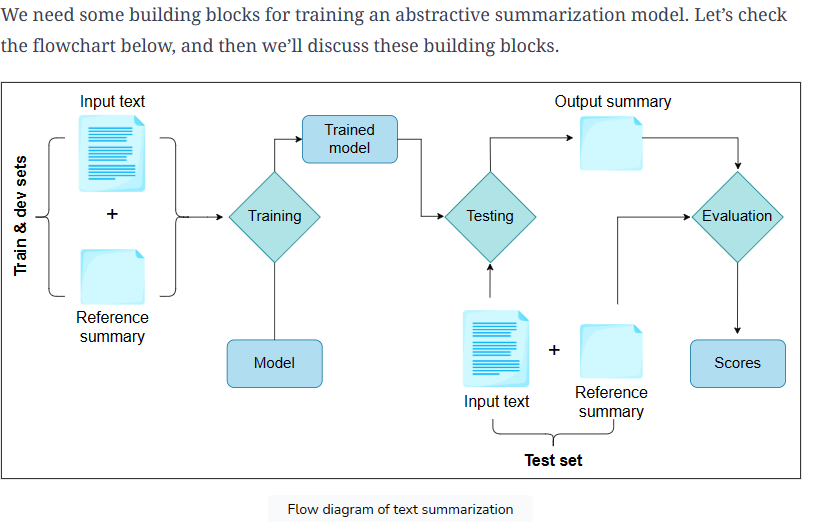 We need some building blocks for training an abstractive summarization model. Let’s check
the flowchart below, and then we’ll discuss these building blocks.
Input text
+
Reference
summary
Train & dev sets
Training
Model
Trained
model
Testing
Input text
+
Reference
summary
Test set
Output summary
Evaluation
Scores
Flow diagram of text summarization